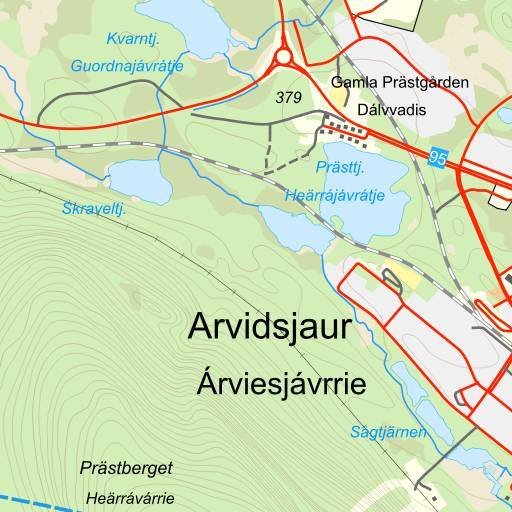 Kvarntj.
Guordnajávrátje
Gamla Prästgården
Dálvvadis
379
95
Prästtj.
Heärrájávrátje
Skraveltj.
Arvidsjaur
Árviesjávrrie
Sågtjärnen
Prästberget
Heärrávárrie